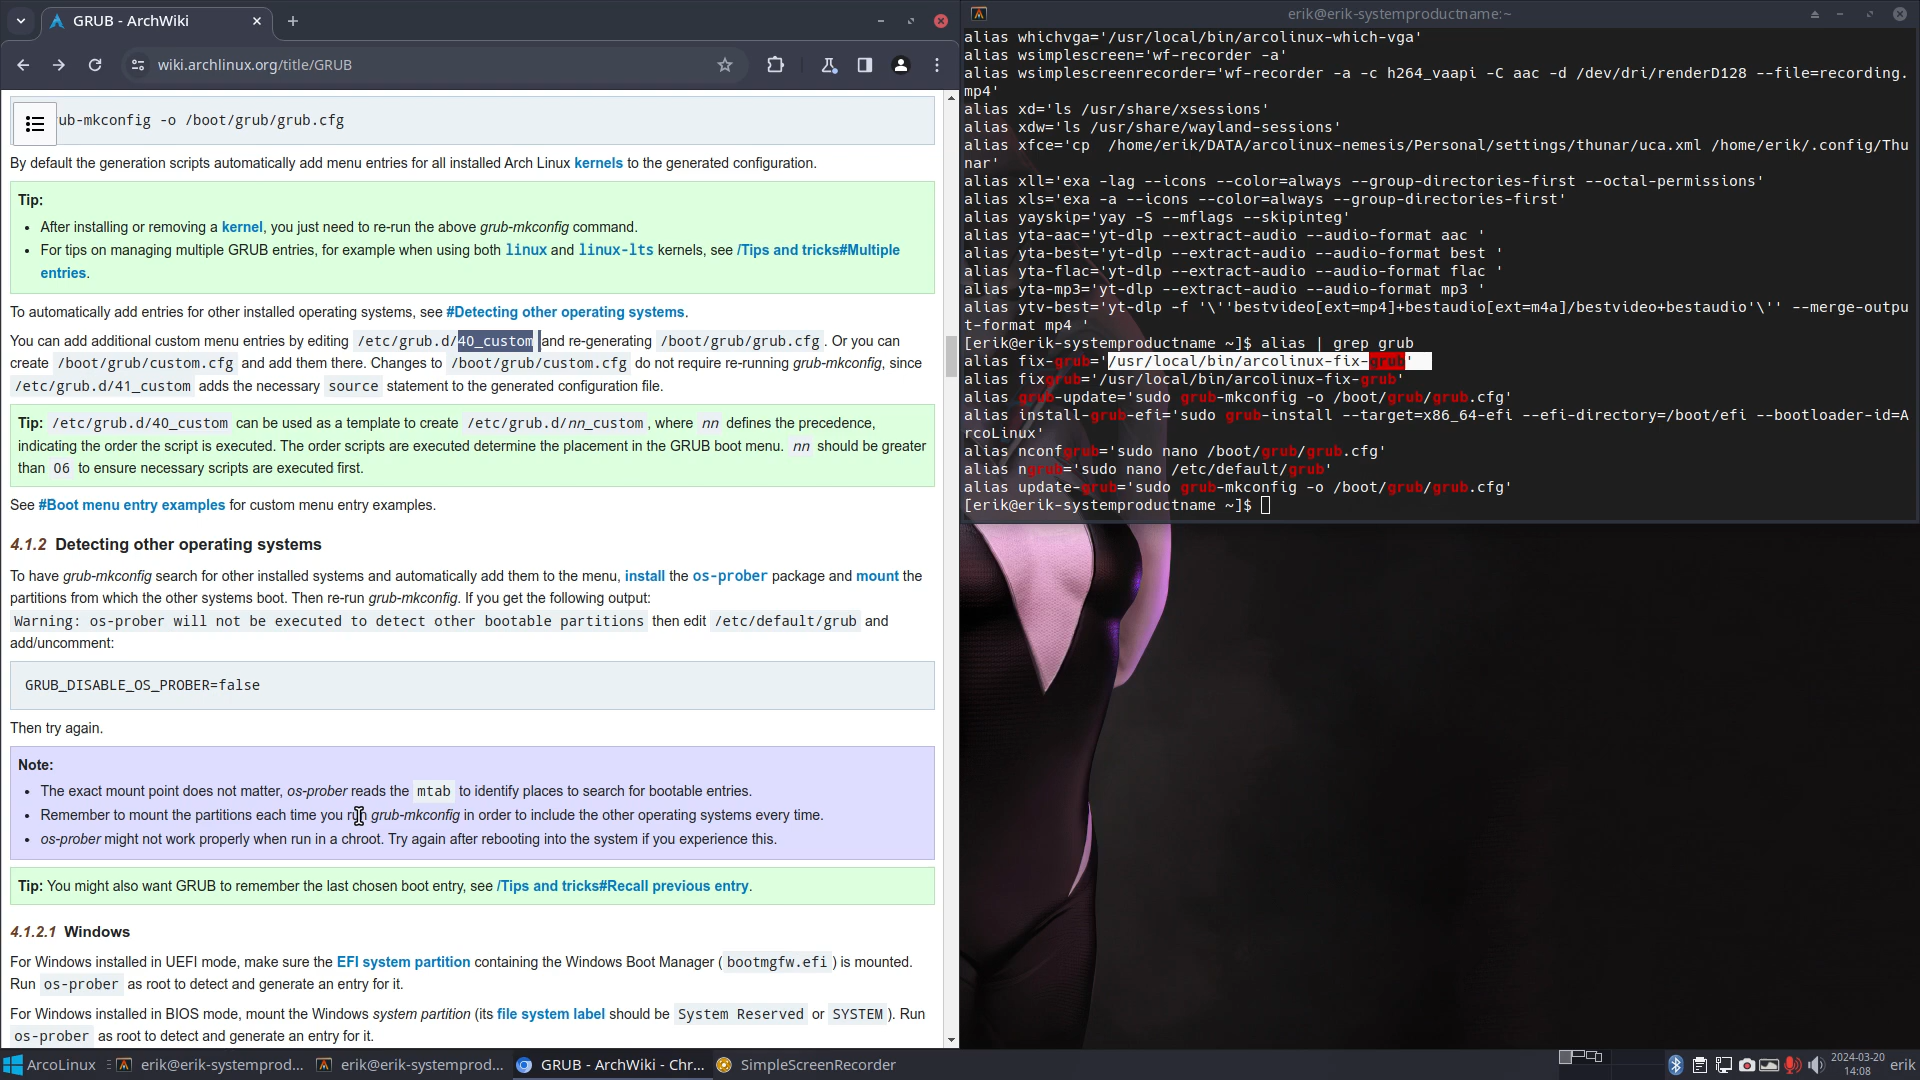 GRUB - ArchWiki
wiki.archlinux.org/title/GRUB
ub-mkconfig -o /boot/grub/grub.cfg
By default the generation scripts automatically add menu entries for all installed Arch Linux kernels to the generated configuration.
Tip:
• After installing or removing a kernel, you just need to re-run the above grub-mkconfig command.
• For tips on managing multiple GRUB entries, for example when using both linux and linux-lts kernels, see /Tips and tricks#Multiple
entries.
To automatically add entries for other installed operating systems, see #Detecting other operating systems.
You can add additional custom menu entries by editing /etc/grub.d/40_custom and re-generating /boot/grub/grub.cfg. Or you can
create /boot/grub/custom.cfg and add them there. Changes to /boot/grub/custom.cfg do not require re-running grub-mkconfig, since
/etc/grub.d/41_custom adds the necessary source statement to the generated configuration file.
Tip: /etc/grub.d/40_custom can be used as a template to create /etc/grub.d/nn_custom, where nn defines the precedence,
indicating the order the script is executed. The order scripts are executed determine the placement in the GRUB boot menu. nn should be greater
than 06 to ensure necessary scripts are executed first.
See #Boot menu entry examples for custom menu entry examples.
4.1.2 Detecting other operating systems
To have grub-mkconfig search for other installed systems and automatically add them to the menu, install the os-prober package and mount the
partitions from which the other systems boot. Then re-run grub-mkconfig. If you get the following output:
Warning: os-prober will not be executed to detect other bootable partitions then edit /etc/default/grub and
add/uncomment:
GRUB_DISABLE_OS_PROBER=false
Then try again.
Note:
• The exact mount point does not matter, os-prober reads the mtab to identify places to search for bootable entries.
• Remember to mount the partitions each time you run grub-mkconfig in order to include the other operating systems every time.
• os-prober might not work properly when run in a chroot. Try again after rebooting into the system if you experience this.
Tip: You might also want GRUB to remember the last chosen boot entry, see /Tips and tricks#Recall previous entry.
4.1.2.1 Windows
For Windows installed in UEFI mode, make sure the EFI system partition containing the Windows Boot Manager (bootmgfw.efi) is mounted.
Run os-prober as root to detect and generate an entry for it.
For Windows installed in BIOS mode, mount the Windows system partition (its file system label should be System Reserved or SYSTEM). Run
os-prober as root to detect and generate an entry for it.
erik@erik-systemproductname:~
alias whichvga='/usr/local/bin/arcolinux-which-vga'
alias wsimplescreen='wf-recorder -a'
alias wsimplescreenrecorder='wf-recorder -a -c h264_vaapi -C aac -d /dev/dri/renderD128 --file=recording.
mp4'
alias xd='ls /usr/share/xsessions'
alias xdw='ls /usr/share/wayland-sessions'
alias xfce='cp  /home/erik/DATA/arcolinux-nemesis/Personal/settings/thunar/uca.xml /home/erik/.config/Thu
nar'
alias xll='exa -lag --icons --color=always --group-directories-first --octal-permissions'
alias xls='exa -a --icons --color=always --group-directories-first'
alias yayskip='yay -S --mflags --skipinteg'
alias yta-aac='yt-dlp --extract-audio --audio-format aac '
alias yta-best='yt-dlp --extract-audio --audio-format best '
alias yta-flac='yt-dlp --extract-audio --audio-format flac '
alias yta-mp3='yt-dlp --extract-audio --audio-format mp3 '
alias ytv-best='yt-dlp -f '\''bestvideo[ext=mp4]+bestaudio[ext=m4a]/bestvideo+bestaudio'\'' --merge-outpu
t-format mp4 '
[erik@erik-systemproductname ~]$ alias | grep grub
alias fix-grub='/usr/local/bin/arcolinux-fix-grub'
alias fixgrub='/usr/local/bin/arcolinux-fix-grub'
alias grub-update='sudo grub-mkconfig -o /boot/grub/grub.cfg'
alias install-grub-efi='sudo grub-install --target=x86_64-efi --efi-directory=/boot/efi --bootloader-id=A
rcoLinux'
alias nconfgrub='sudo nano /boot/grub/grub.cfg'
alias ngrub='sudo nano /etc/default/grub'
alias update-grub='sudo grub-mkconfig -o /boot/grub/grub.cfg'
[erik@erik-systemproductname ~]$
ArcoLinux
erik@erik-systemprod...
erik@erik-systemprod...
GRUB - ArchWiki - Chr...
SimpleScreenRecorder
2024-03-20
14:08
erik